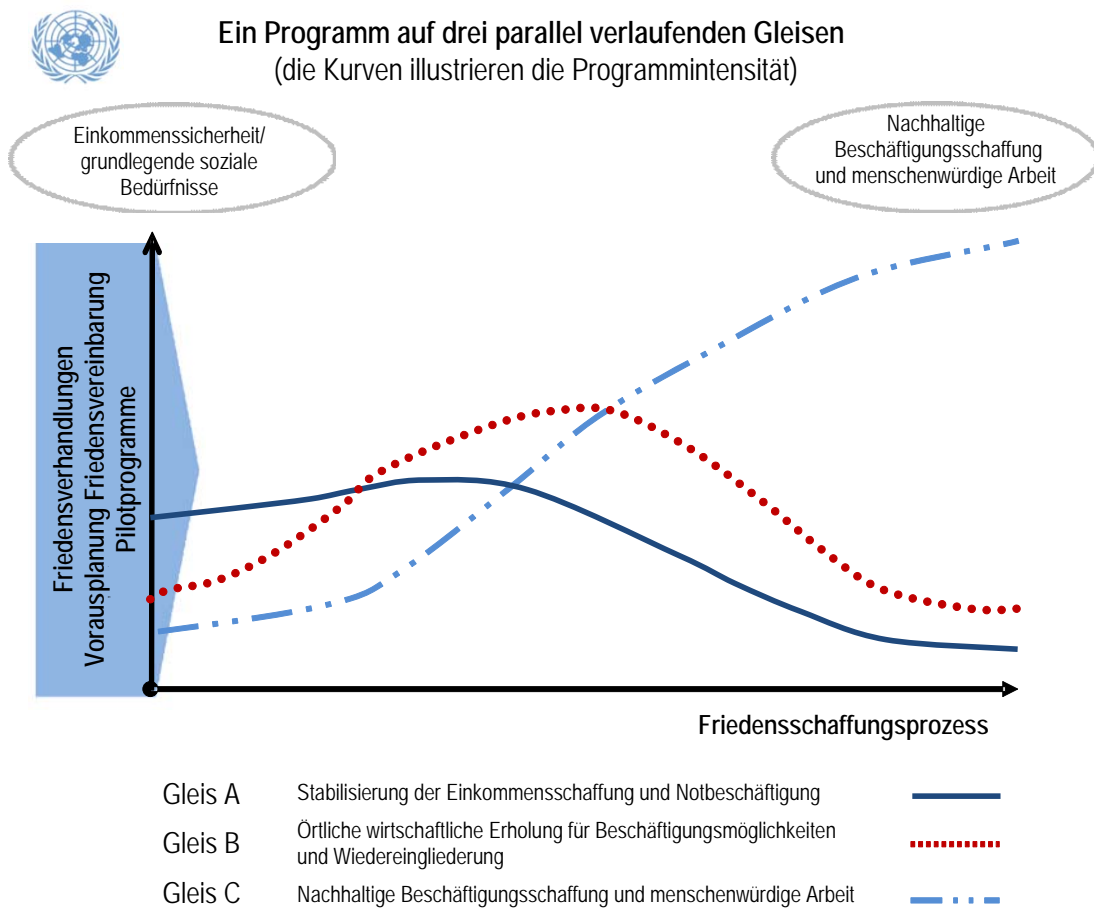 Ein Programm auf drei parallel verlaufenden Gleisen
(die Kurven illustrieren die Programmintensität)
Einkommenssicherheit/
grundlegende soziale
Bedürfnisse
Nachhaltige
Beschäftigungsschaffung
und menschenwürdige Arbeit
Friedensverhandlungen
Vorausplanung Friedensvereinbarung
Pilotprogramme
Friedensschaffungsprozess
Gleis A Stabilisierung der Einkommensschaffung und Notbeschäftigung
Gleis B Örtliche wirtschaftliche Erholung für Beschäftigungsmöglichkeiten
und Wiedereingliederung
Gleis C Nachhaltige Beschäftigungsschaffung und menschenwürdige Arbeit